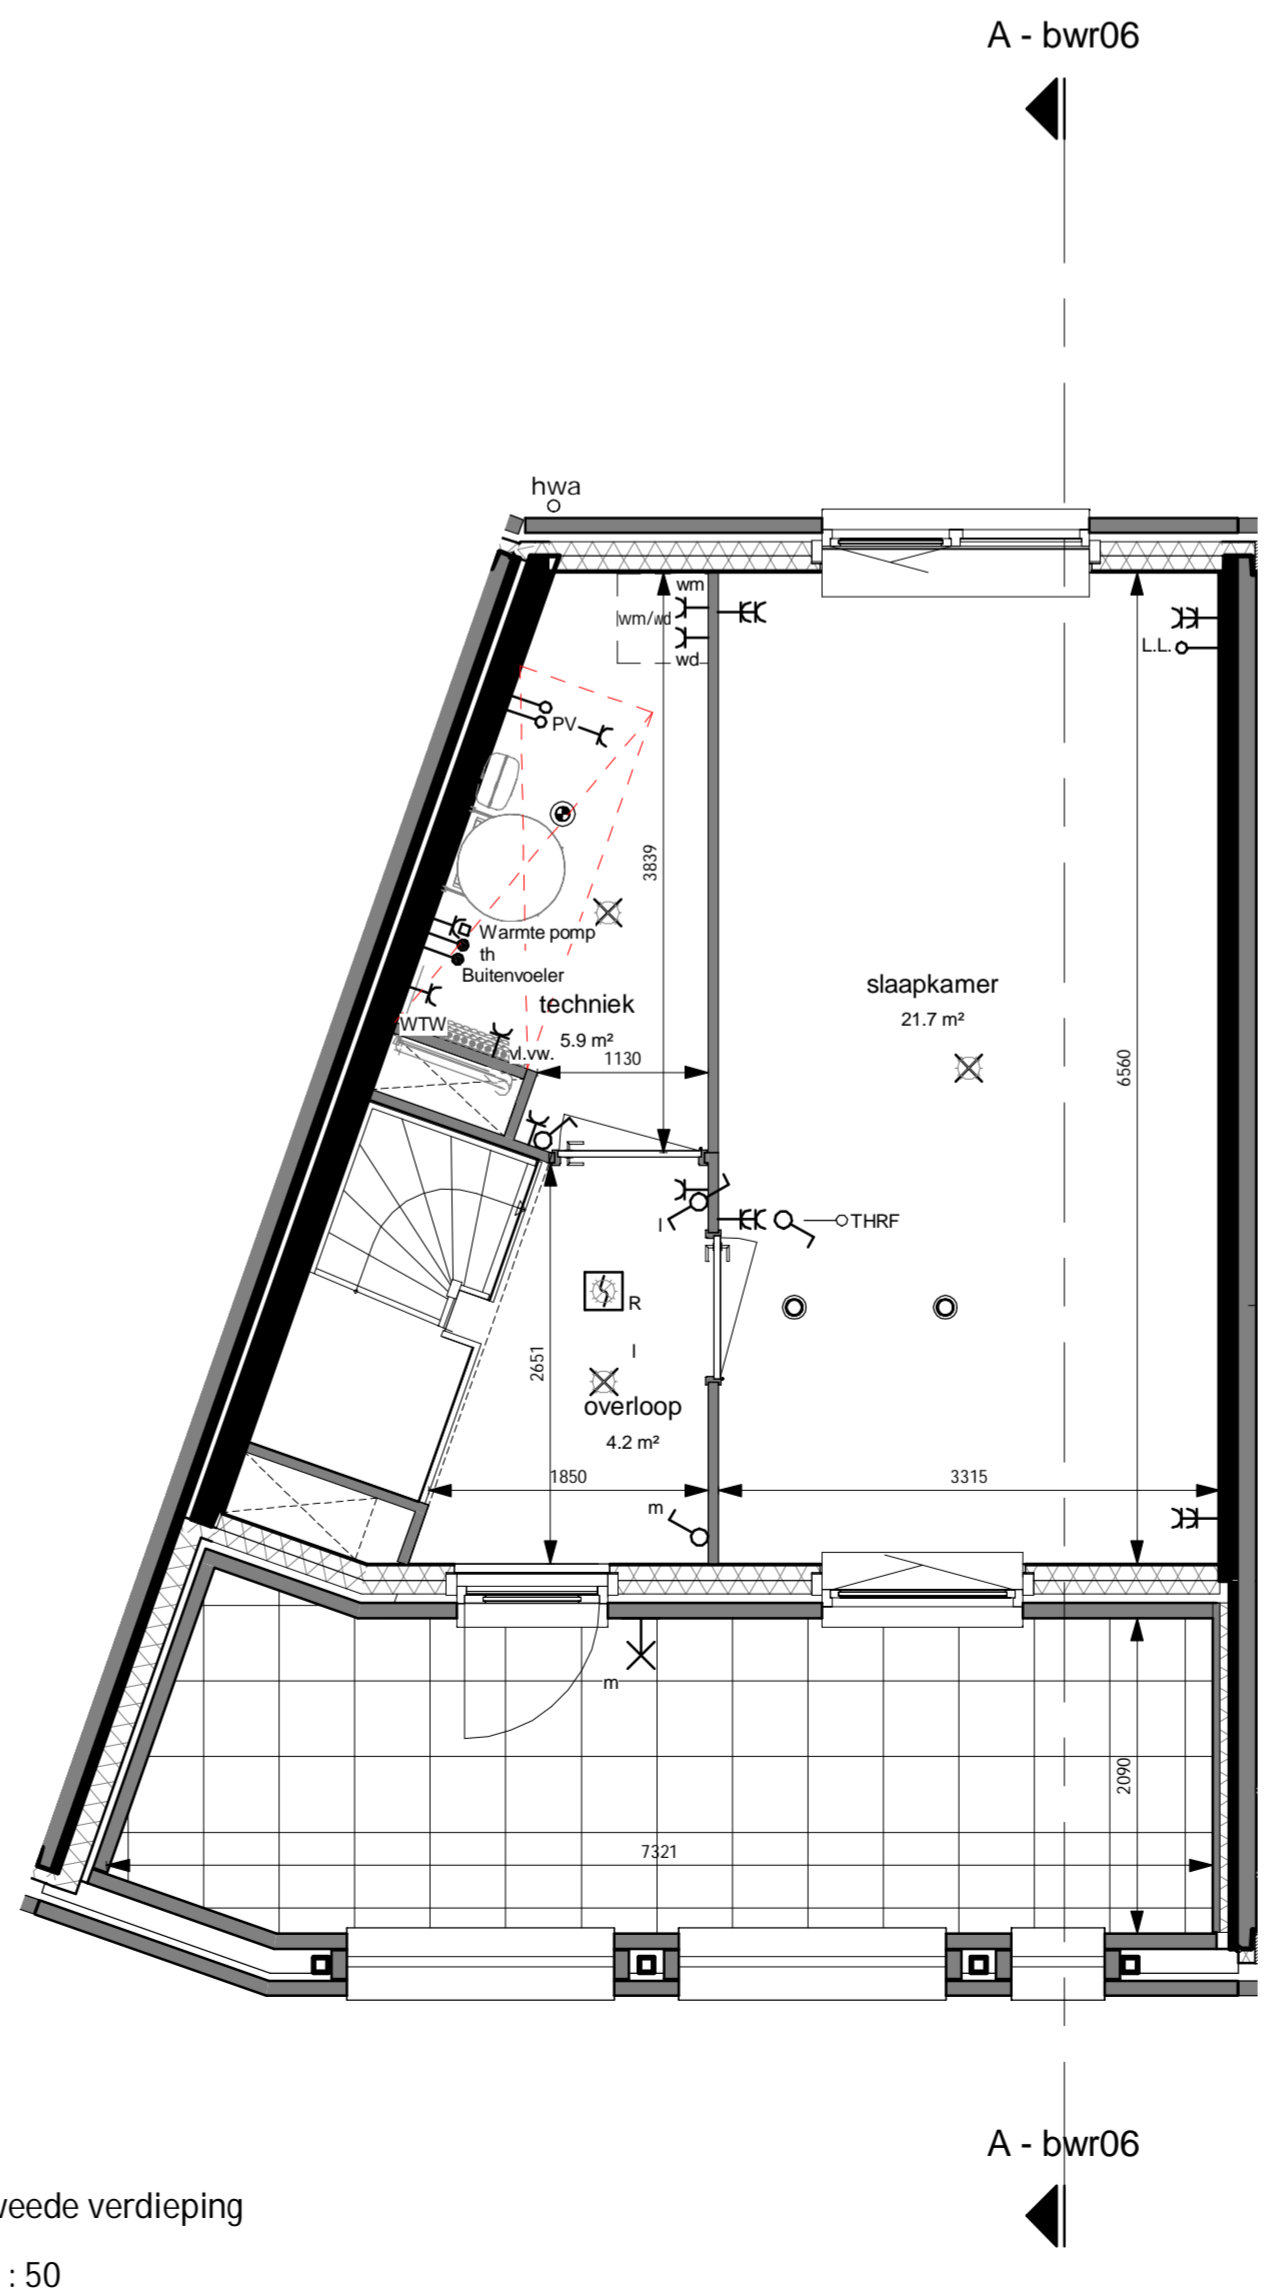 A - bwr06
hwa
wm
wm/wd
wd
L.L.
PV
3839
Warmte pomp
th
Buitenvoeler
techniek
5.9 m²
WTW
vl.vw.
1130
slaapkamer
21.7 m²
6560
I
THRF
R
I
2651
overloop
4.2 m²
1850
3315
m
m
2090
7321
A - bwr06
weede verdieping
: 50